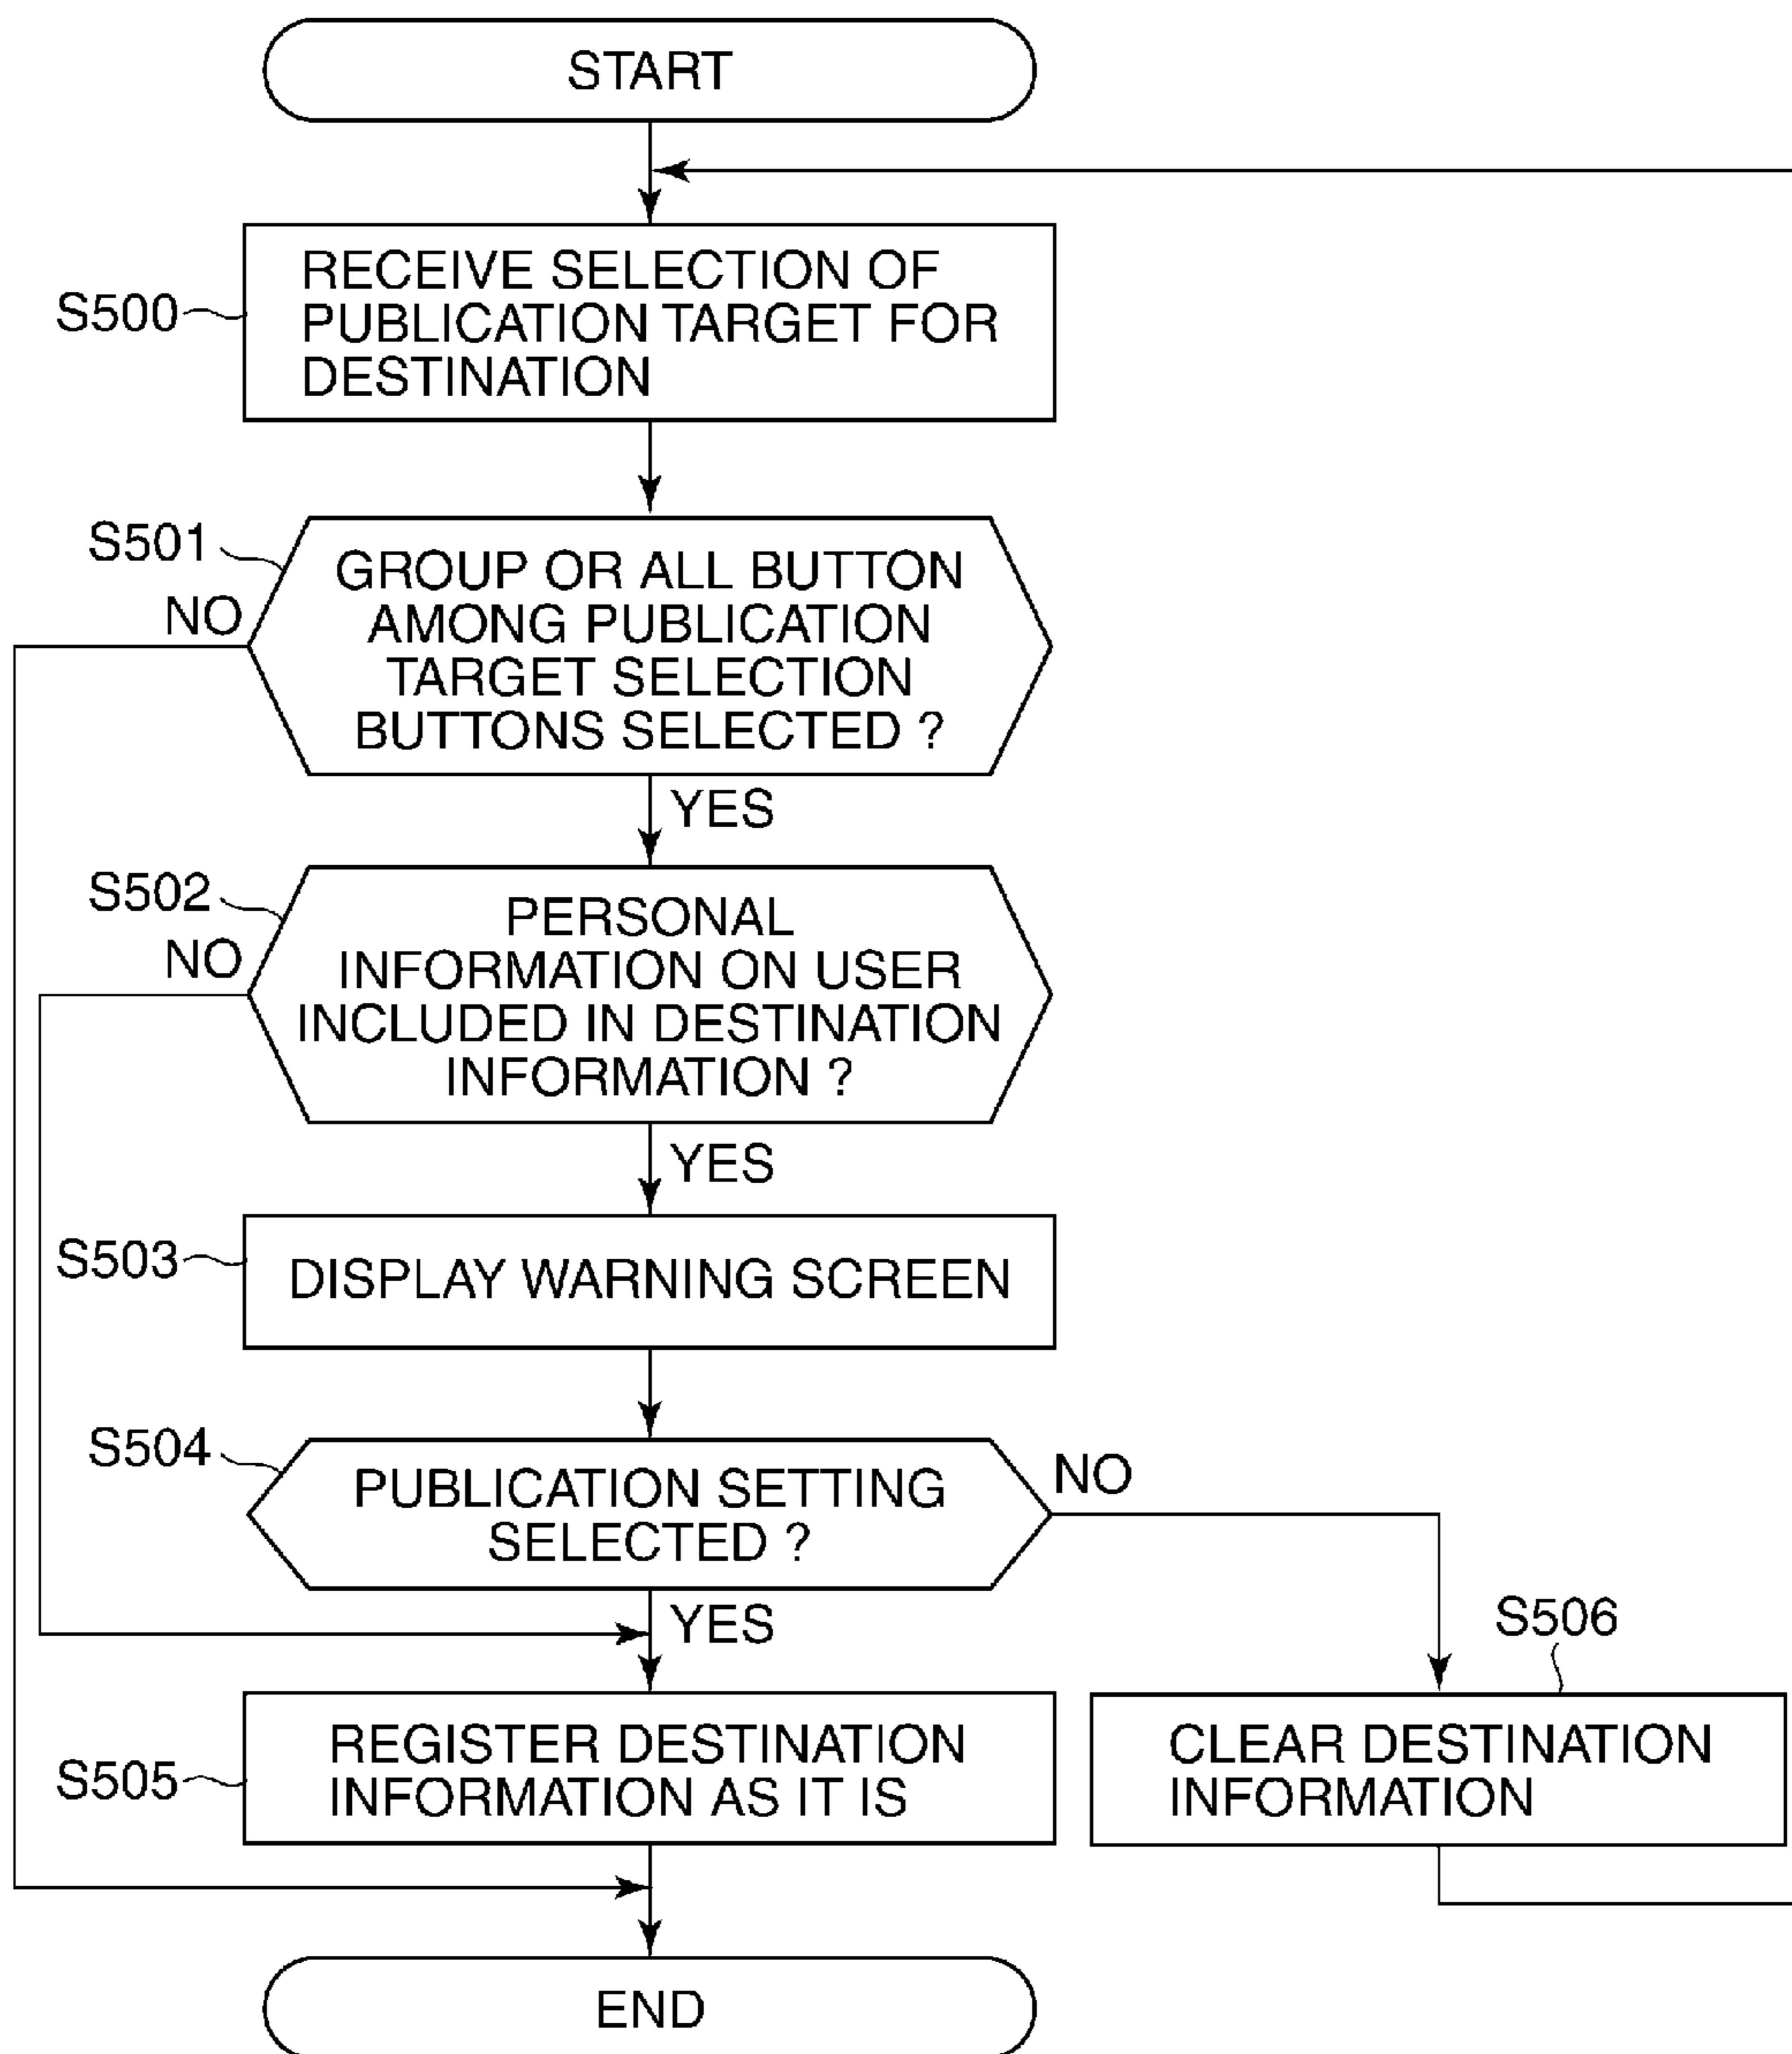 START
S500
RECEIVE SELECTION OF
PUBLICATION TARGET FOR
DESTINATION
S501
NO
GROUP OR ALL BUTTON
AMONG PUBLICATION
TARGET SELECTION
BUTTONS SELECTED ?
YES
S502
NO
PERSONAL
INFORMATION ON USER
INCLUDED IN DESTINATION
INFORMATION ?
YES
S503
DISPLAY WARNING SCREEN
S504
PUBLICATION SETTING
SELECTED ?
NO
YES
S506
S505
REGISTER DESTINATION
INFORMATION AS IT IS
CLEAR DESTINATION
INFORMATION
END